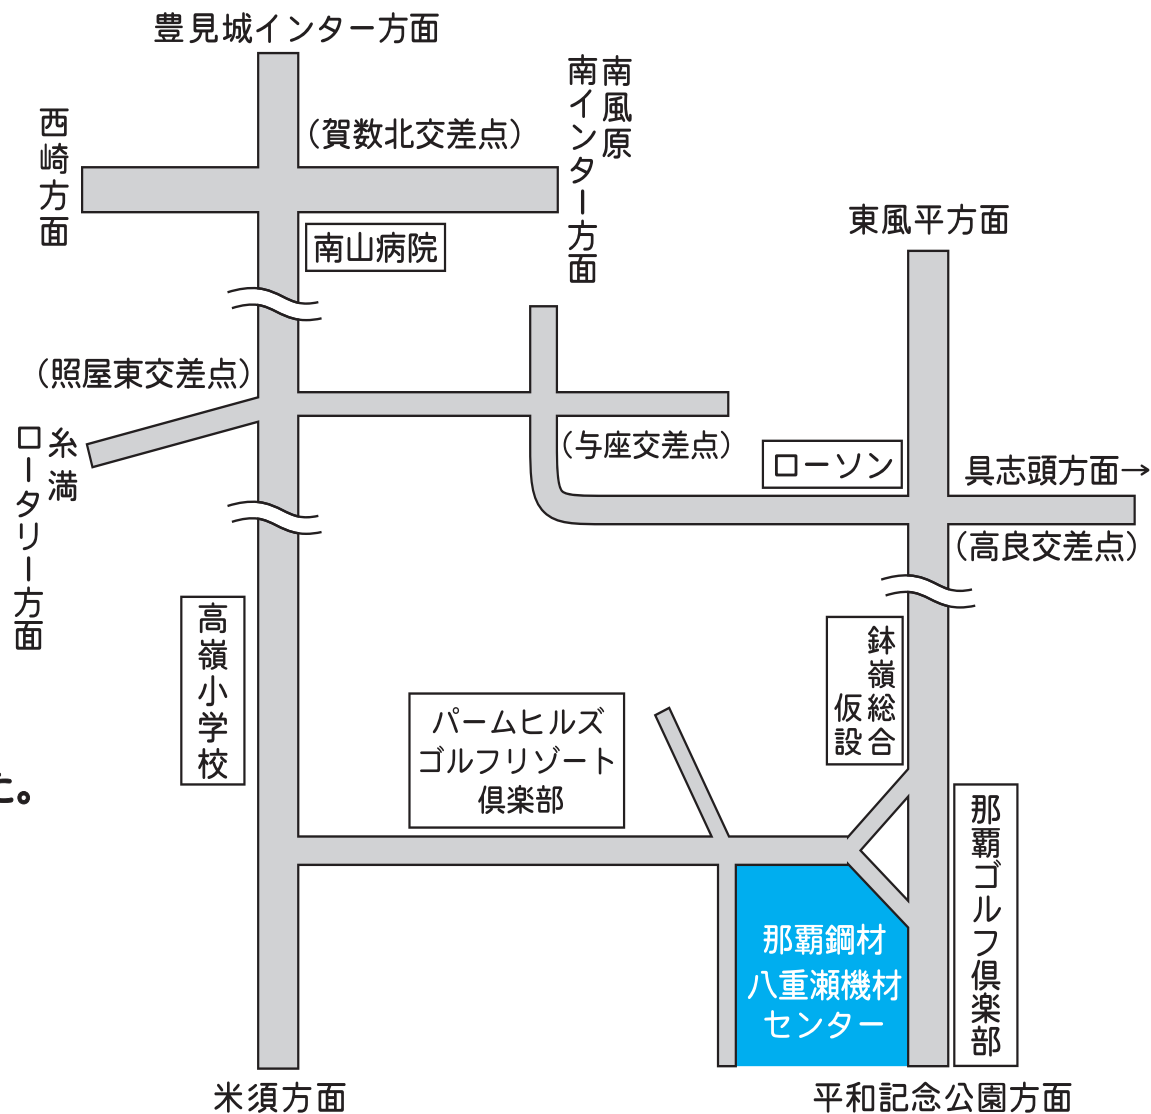 豊見城インター方面
西崎方面
(賀数北交差点)
南風原
南インター方面
南山病院
東風平方面
(照屋東交差点)
糸満
ロータリー方面
(与座交差点)
ローソン
具志頭方面→
(高良交差点)
高嶺小学校
パームヒルズ
ゴルフリゾート
倶楽部
鉢嶺総合
仮設
た。
那覇ゴルフ倶楽部
那覇鋼材
八重瀬機材
センター
米須方面
平和記念公園方面